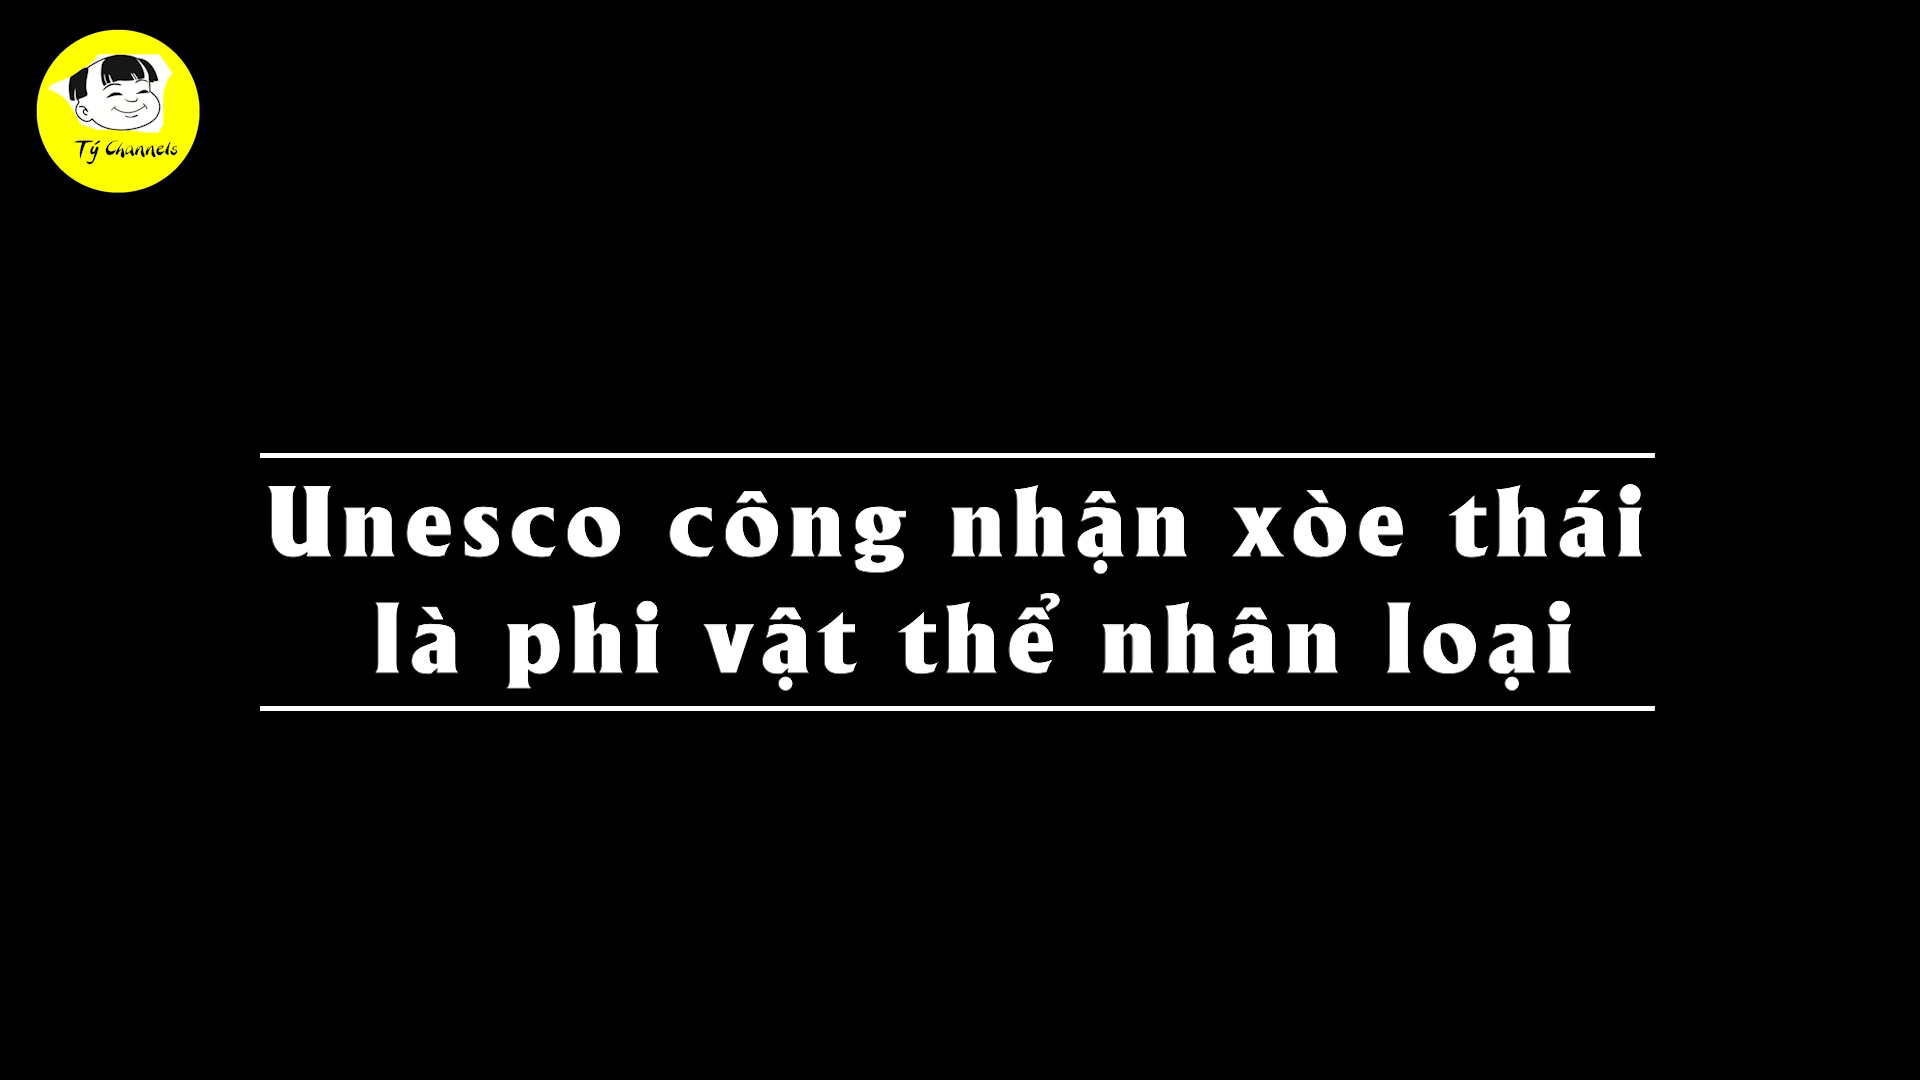 Tý Channels
Unesco công nhận xòe thái
là phi vật thể nhân loại